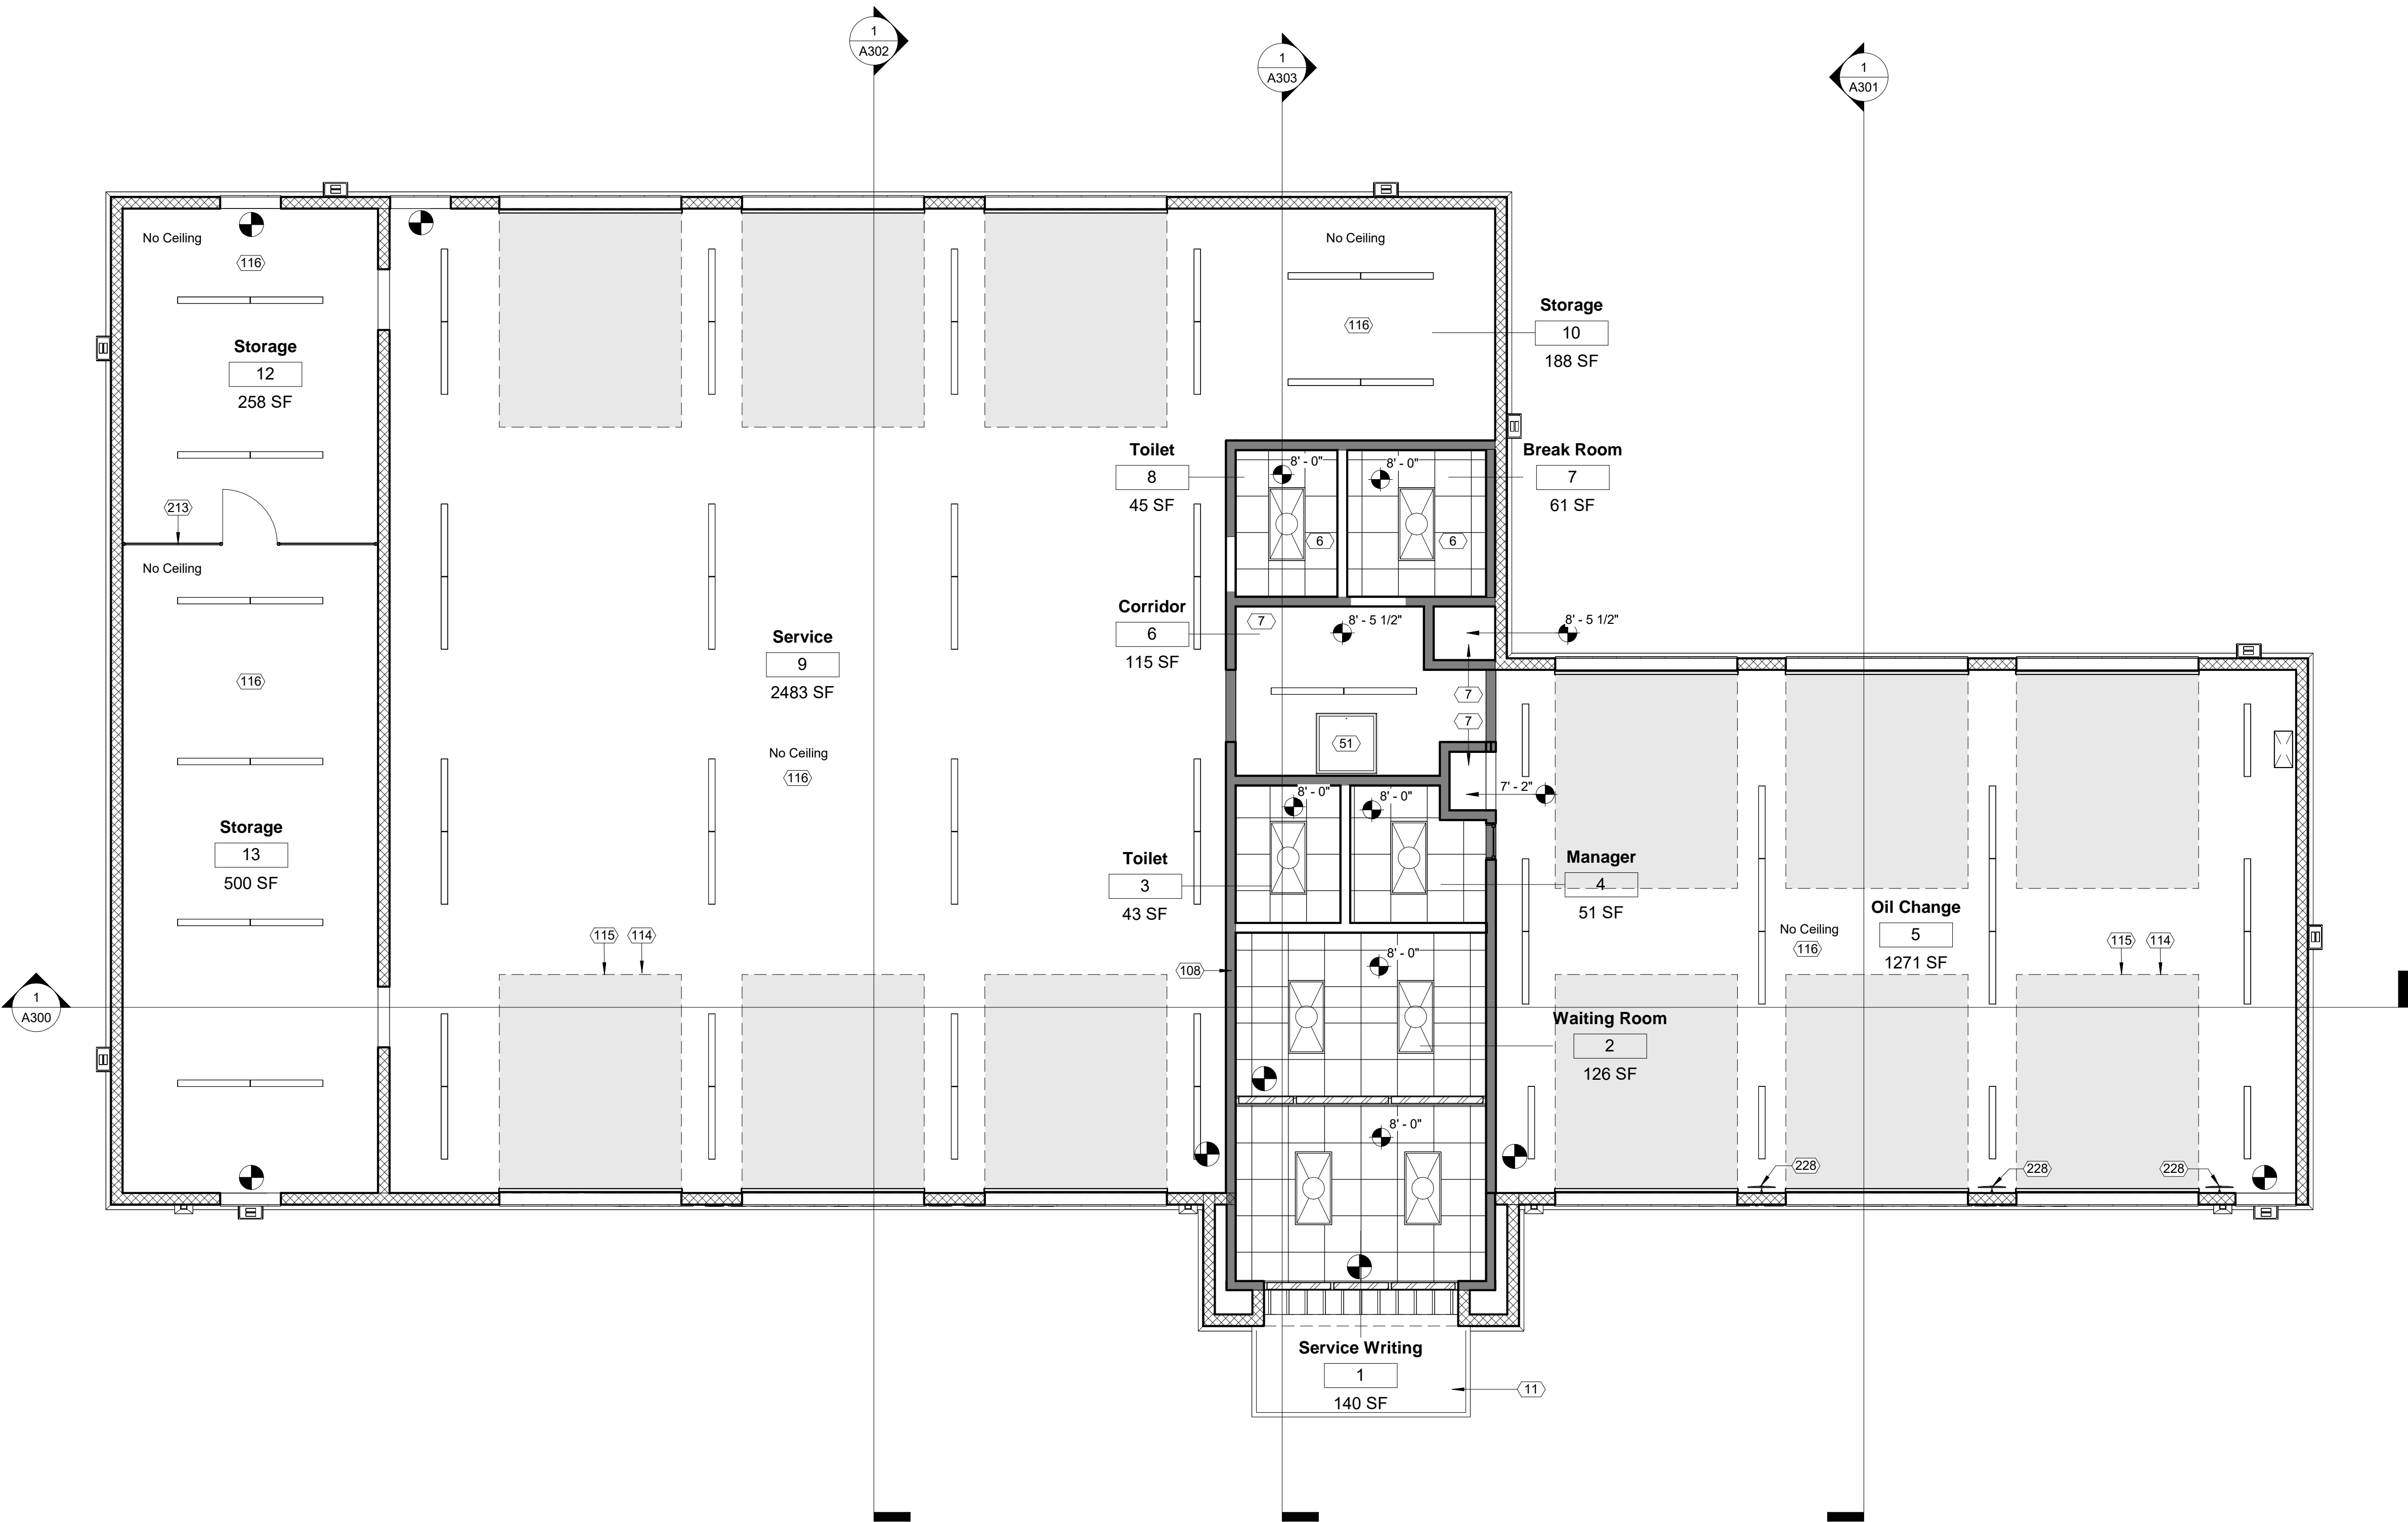 1
A302
1
A303
1
A301
No Ceiling
116
Storage
12
258 SF
213
No Ceiling
116
Storage
13
500 SF
Service
9
2483 SF
No Ceiling
116
115
114
No Ceiling
116
Storage
10
188 SF
Toilet
8
45 SF
8' - 0"
6
8' - 0"
6
Break Room
7
61 SF
Corridor
6
115 SF
7
8' - 5 1/2"
8' - 5 1/2"
7
7
51
7' - 2"
Toilet
3
43 SF
8' - 0"
8' - 0"
Manager
4
51 SF
Oil Change
5
1271 SF
No Ceiling
116
115
114
108
8' - 0"
Waiting Room
2
126 SF
1
A300
8' - 0"
228
228
228
Service Writing
1
140 SF
11